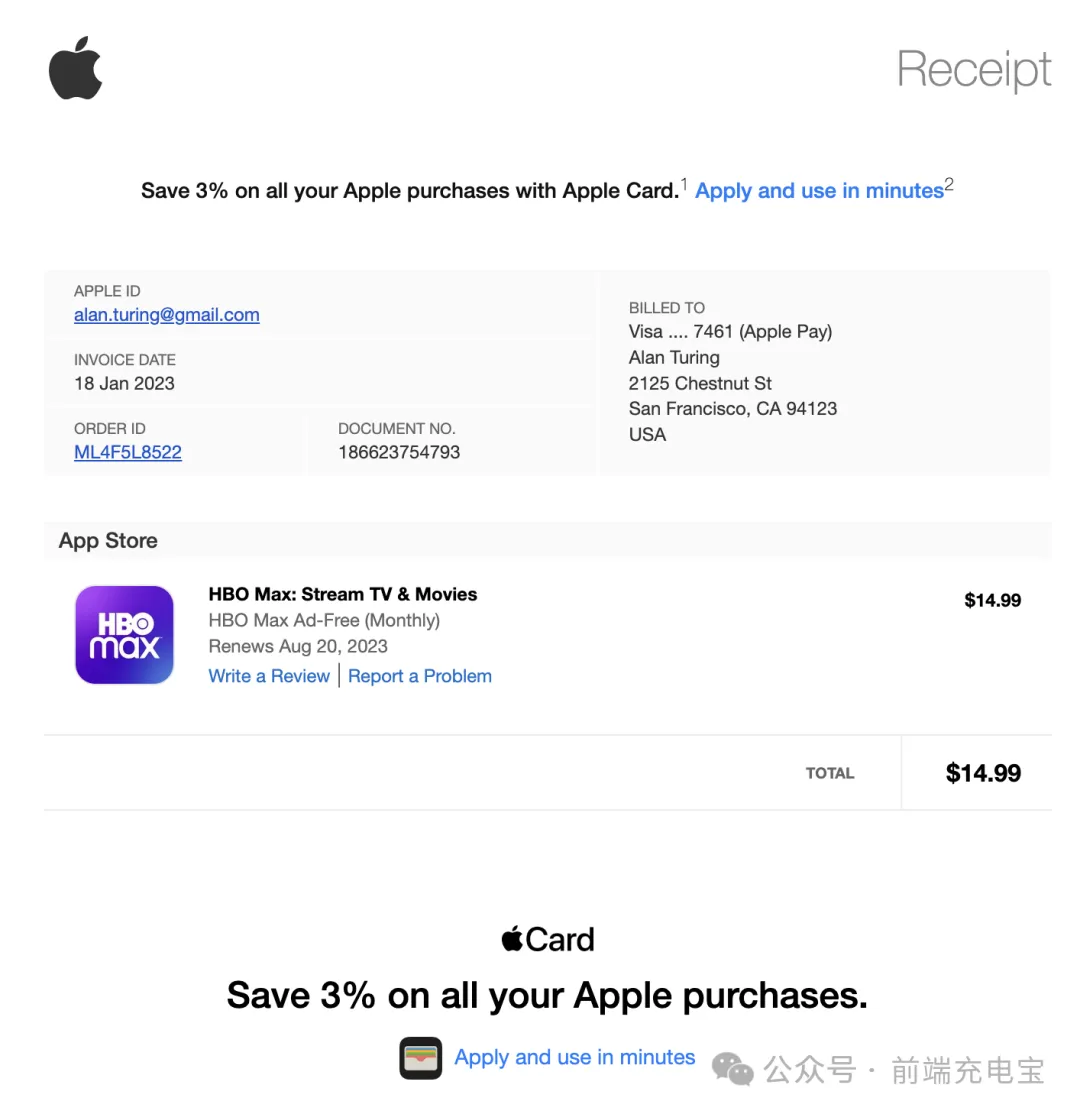 Receipt
Save 3% on all your Apple purchases with Apple Card.1 Apply and use in minutes2
APPLE ID
alan.turing@gmail.com
INVOICE DATE
18 Jan 2023
ORDER ID
ML4F5L8522
DOCUMENT NO.
186623754793
BILLED TO
Visa .... 7461 (Apple Pay)
Alan Turing
2125 Chestnut St
San Francisco, CA 94123
USA
App Store
HBO max
HBO Max: Stream TV & Movies
$14.99
HBO Max Ad-Free (Monthly)
Renews Aug 20, 2023
Write a Review | Report a Problem
TOTAL
$14.99
Card
Save 3% on all your Apple purchases.
Apply and use in minutes
公众号 · 前端充电宝